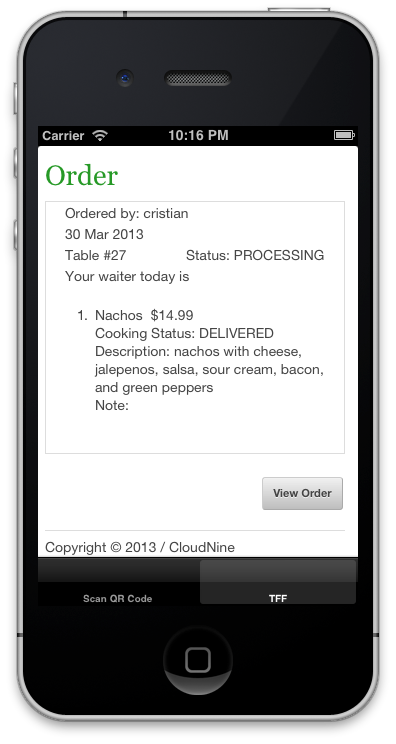 Carrier 10:16 PM
Order
Ordered by: cristian
30 Mar 2013
Table #27 Status: PROCESSING
Your waiter today is
1. Nachos $14.99
Cooking Status: DELIVERED
Description: nachos with cheese,
jalepenos, salsa, sour cream, bacon,
and green peppers
Note:
View Order
Copyright © 2013 / CloudNine
Scan QR Code TFF